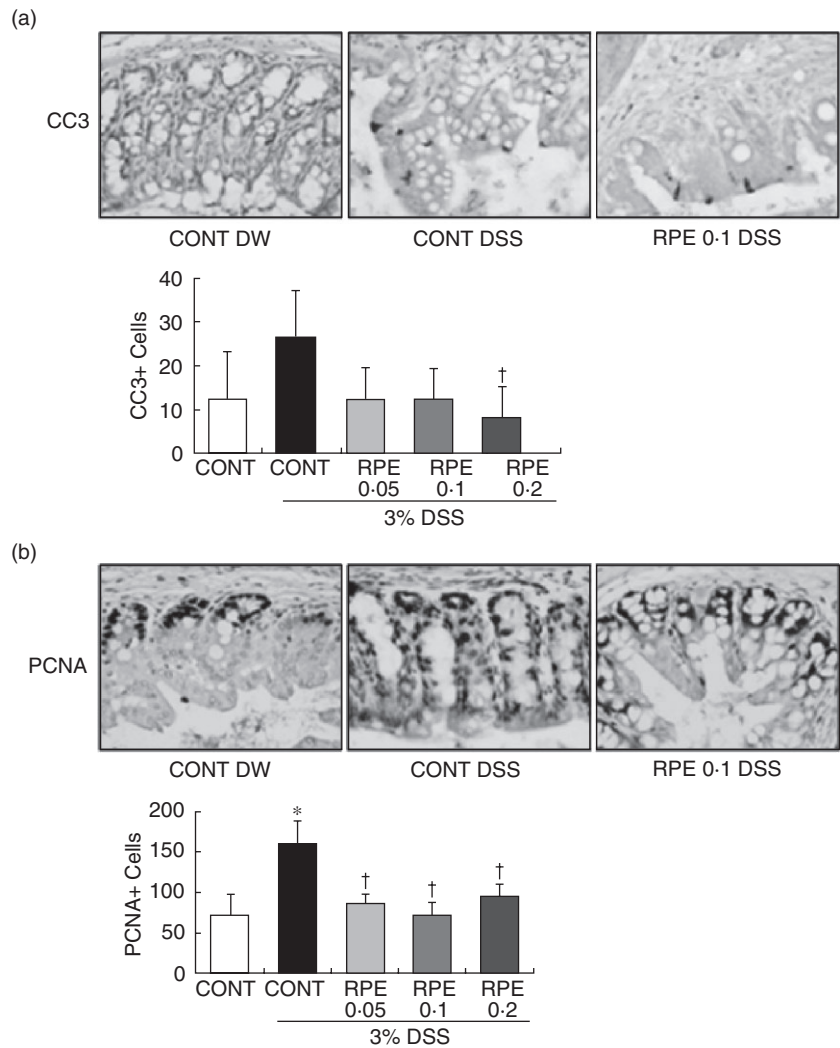 (a)
CC3
CONT DW CONT DSS RPE 0·1 DSS
40
30
20
10
0
CC3+ Cells
†
CONT CONT RPE RPE RPE
0·05 0·1 0·2
3% DSS
(b)
PCNA
CONT DW CONT DSS RPE 0·1 DSS
200
150
100
50
0
PCNA+ Cells
* † † †
CONT CONT RPE RPE RPE
0·05 0·1 0·2
3% DSS